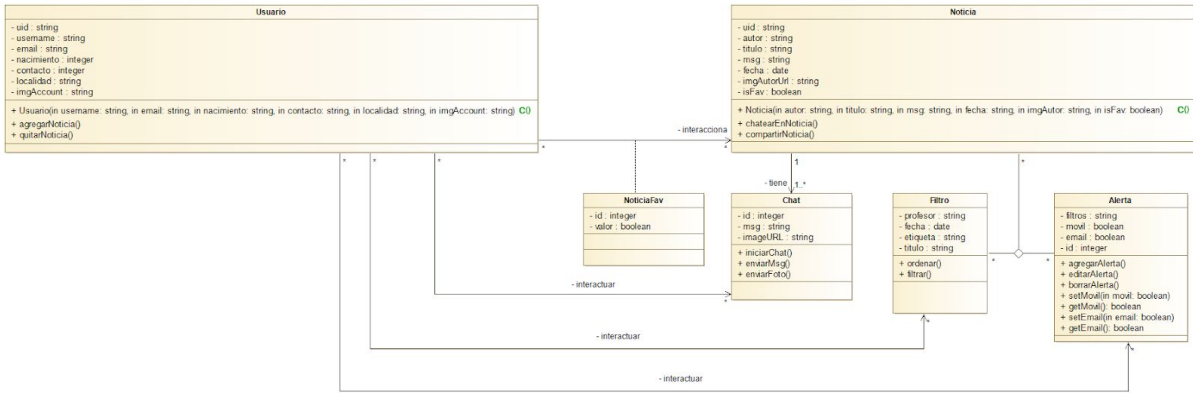 Usuario
- uid : string
- username : string
- email : string
- nacimiento : integer
- contacto : integer
- localidad : string
- imgAccount : string
+ Usuario(in username: string, in email: string, in nacimiento: string, in contacto: string, in localidad: string, in imgAccount: string) C()
+ agregarNoticia()
+ quitarNoticia()
Noticia
- uid : string
- autor : string
- titulo : string
- msg : string
- fecha : date
- imgAutorUrl : string
- isFav : boolean
+ Noticia(in autor: string, in titulo: string, in msg: string, in fecha: string, in imgAutor: string, in isFav: boolean) C()
+ chatearEnNoticia()
+ compartirNoticia()
- interacciona
* *
* * *
1
- tiene
1..*
*
NoticiaFav
- id : integer
- valor : boolean
Chat
- id : integer
- msg : string
- imageURL : string
+ iniciarChat()
+ enviarMsg()
+ enviarFoto()
Filtro
- profesor : string
- fecha : date
- etiqueta : string
- titulo : string
+ ordenar()
+ filtrar()
* *
Alerta
- filtros : string
- movil : boolean
- email : boolean
- id : integer
+ agregarAlerta()
+ editarAlerta()
+ borrarAlerta()
+ setMovil(in movil: boolean)
+ getMovil(): boolean
+ setEmail(in email: boolean)
+ getEmail(): boolean
- interactuar
*
- interactuar
*
- interactuar
*